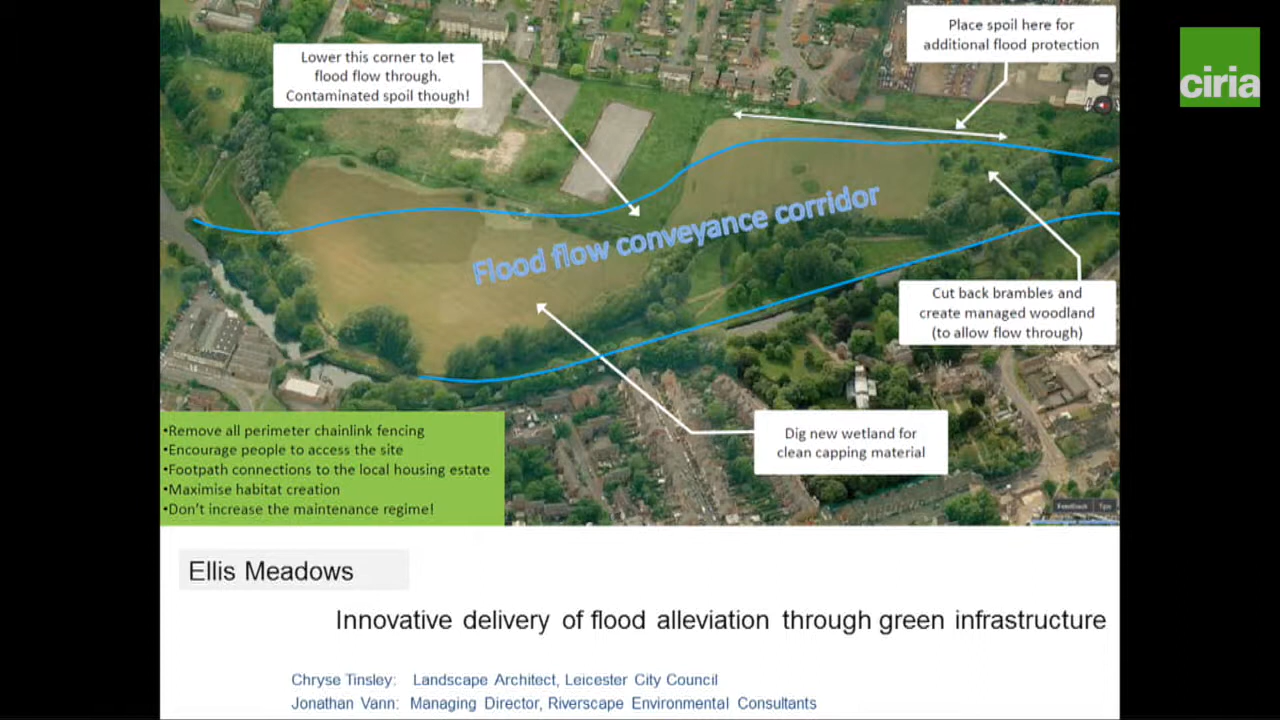 Place spoil here for
additional flood protection
ciria
Lower this corner to let
flood flow through.
Contaminated spoil though!
Flood flow conveyance corridor
Cut back brambles and
create managed woodland
(to allow flow through)
Dig new wetland for
clean capping material
•Remove all perimeter chainlink fencing
•Encourage people to access the site
•Footpath connections to the local housing estate
•Maximise habitat creation
•Don't increase the maintenance regime!
Feedback Tips
Ellis Meadows
Innovative delivery of flood alleviation through green infrastructure
Chryse Tinsley: Landscape Architect, Leicester City Council
Jonathan Vann: Managing Director, Riverscape Environmental Consultants